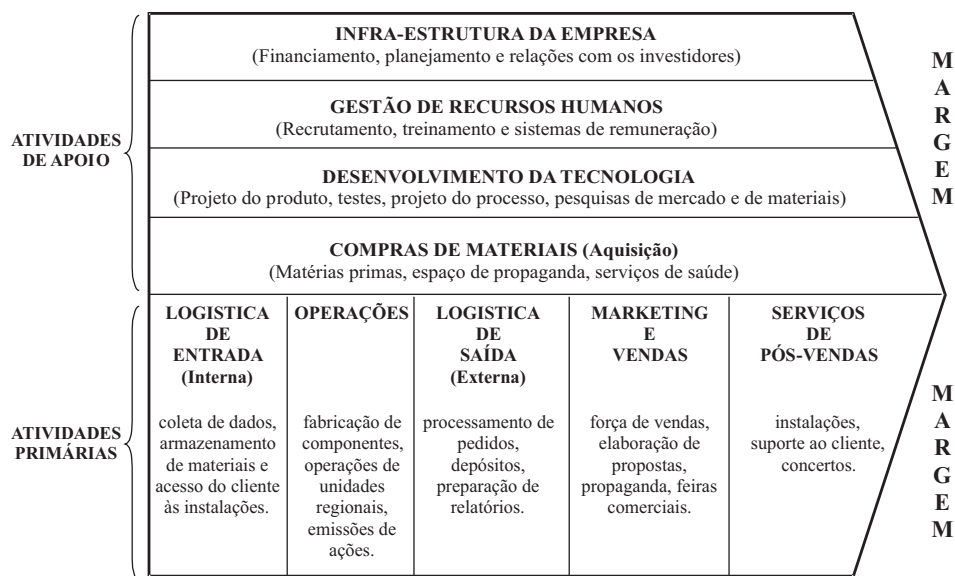 INFRA-ESTRUTURA DA EMPRESA
(Financiamento, planejamento e relações com os investidores)
GESTÃO DE RECURSOS HUMANOS
(Recrutamento, treinamento e sistemas de remuneração)
ATIVIDADES
DE APOIO
DESENVOLVIMENTO DA TECNOLOGIA
(Projeto do produto, testes, projeto do processo, pesquisas de mercado e de materiais)
COMPRAS DE MATERIAIS (Aquisição)
(Matérias primas, espaço de propaganda, serviços de saúde)
M
A
R
G
E
M
ATIVIDADES
PRIMÁRIAS
LOGISTICA
DE
ENTRADA
(Interna)
coleta de dados,
armazenamento
de materiais e
acesso do cliente
às instalações.
OPERAÇÕES
fabricação de
componentes,
operações de
unidades
regionais,
emissões de
ações.
LOGISTICA
DE
SAÍDA
(Externa)
processamento de
pedidos,
depósitos,
preparação de
relatórios.
MARKETING
E
VENDAS
força de vendas,
elaboração de
propostas,
propaganda, feiras
comerciais.
SERVIÇOS
DE
PÓS-VENDAS
instalações,
suporte ao cliente,
concertos.
M
A
R
G
E
M